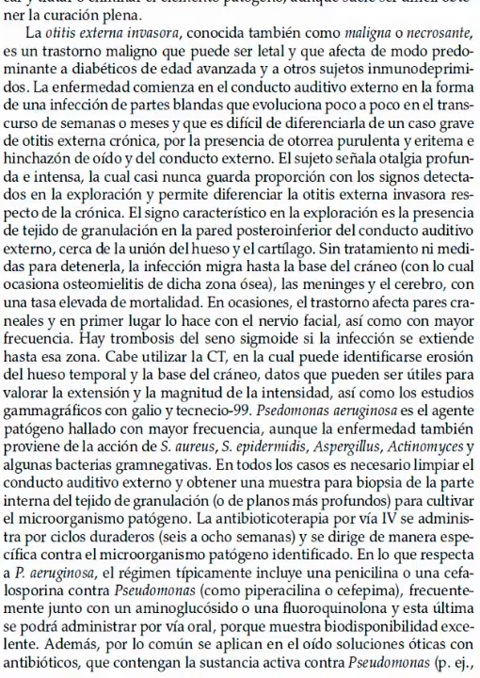 car y tratar o eliminar el elemento patógeno, aunque suele ser difícil obte-
ner la curación plena.
La otitis externa invasora, conocida también como maligna o necrosante,
es un trastorno maligno que puede ser letal y que afecta de modo predo-
minante a diabéticos de edad avanzada y a otros sujetos inmunodeprimi-
dos. La enfermedad comienza en el conducto auditivo externo en la forma
de una infección de partes blandas que evoluciona poco a poco en el trans-
curso de semanas o meses y que es difícil de diferenciarla de un caso grave
de otitis externa crónica, por la presencia de otorrea purulenta y eritema e
hinchazón de oído y del conducto externo. El sujeto señala otalgia profun-
da e intensa, la cual casi nunca guarda proporción con los signos detecta-
dos en la exploración y permite diferenciar la otitis externa invasora res-
pecto de la crónica. El signo característico en la exploración es la presencia
de tejido de granulación en la pared posteroinferior del conducto auditivo
externo, cerca de la unión del hueso y el cartílago. Sin tratamiento ni medi-
das para detenerla, la infección migra hasta la base del cráneo (con lo cual
ocasiona osteomielitis de dicha zona ósea), las meninges y el cerebro, con
una tasa elevada de mortalidad. En ocasiones, el trastorno afecta pares cra-
neales y en primer lugar lo hace con el nervio facial, así como con mayor
frecuencia. Hay trombosis del seno sigmoide si la infección se extiende
hasta esa zona. Cabe utilizar la CT, en la cual puede identificarse erosión
del hueso temporal y la base del cráneo, datos que pueden ser útiles para
valorar la extensión y la magnitud de la intensidad, así como los estudios
gammagráficos con galio y tecnecio-99. Psedomonas aeruginosa es el agente
patógeno hallado con mayor frecuencia, aunque la enfermedad también
proviene de la acción de S. aureus, S. epidermidis, Aspergillus, Actinomyces y
algunas bacterias gramnegativas. En todos los casos es necesario limpiar el
conducto auditivo externo y obtener una muestra para biopsia de la parte
interna del tejido de granulación (o de planos más profundos) para cultivar
el microorganismo patógeno. La antibioticoterapia por vía IV se adminis-
tra por ciclos duraderos (seis a ocho semanas) y se dirige de manera espe-
cífica contra el microorganismo patógeno identificado. En lo que respecta
a P. aeruginosa, el régimen típicamente incluye una penicilina o una cefa-
losporina contra Pseudomonas (como piperacilina o cefepima), frecuente-
mente junto con un aminoglucósido o una fluoroquinolona y esta última
se podrá administrar por vía oral, porque muestra biodisponibilidad exce-
lente. Además, por lo común se aplican en el oído soluciones óticas con
antibióticos, que contengan la sustancia activa contra Pseudomonas (p. ej.,